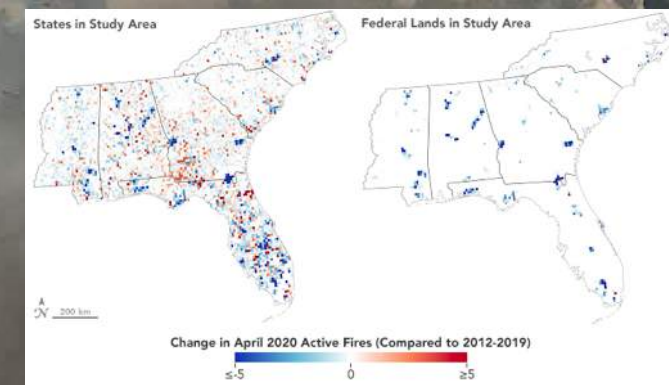 States in Study Area
Federal Lands in Study Area
N
200 km
Change in April 2020 Active Fires (Compared to 2012-2019)
≤-5
0
≥5